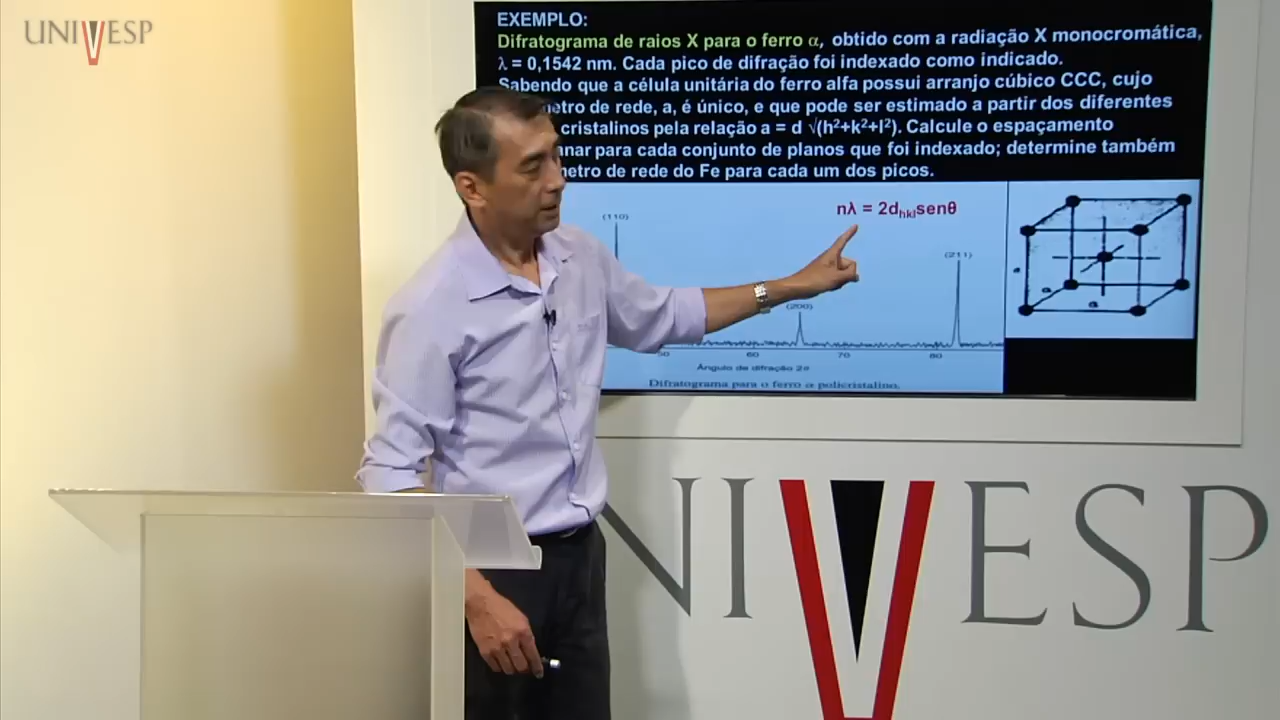 UNIVESP
EXEMPLO:
Difratograma de raios X para o ferro α, obtido com a radiação X monocromática,
λ = 0,1542 nm. Cada pico de difração foi indexado como indicado.
Sabendo que a célula unitária do ferro alfa possui arranjo cúbico CCC, cujo
metro de rede, a, é único, e que pode ser estimado a partir dos diferentes
cristalinos pela relação a = d √(h²+k²+l²). Calcule o espaçamento
anar para cada conjunto de planos que foi indexado; determine também
metro de rede do Fe para cada um dos picos.
(110)
nλ = 2dhklsenθ
(211)
(200)
a
a
a
50 60 70 80
Ângulo de difração 2θ
Difratograma para o ferro α policristalino.
NIVESP